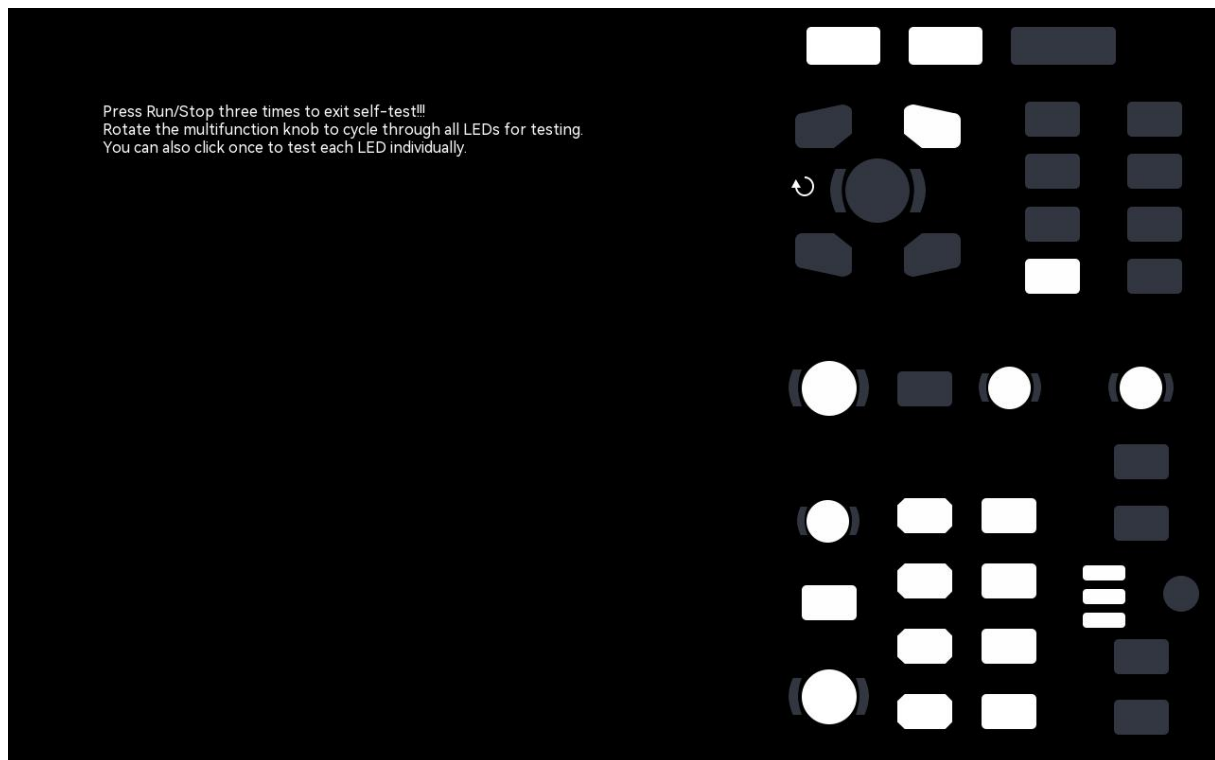 Press Run/Stop three times to exit self-test!!!
Rotate the multifunction knob to cycle through all LEDs for testing.
You can also click once to test each LED individually.